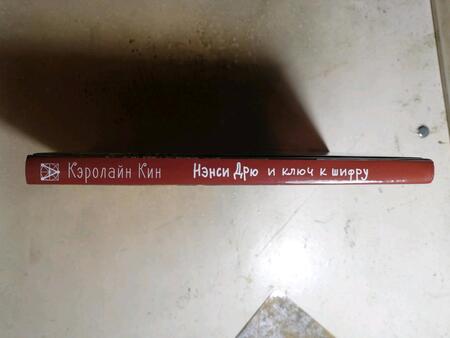 Кэролайн Кин Нэнси Дрю и ключ к шифру